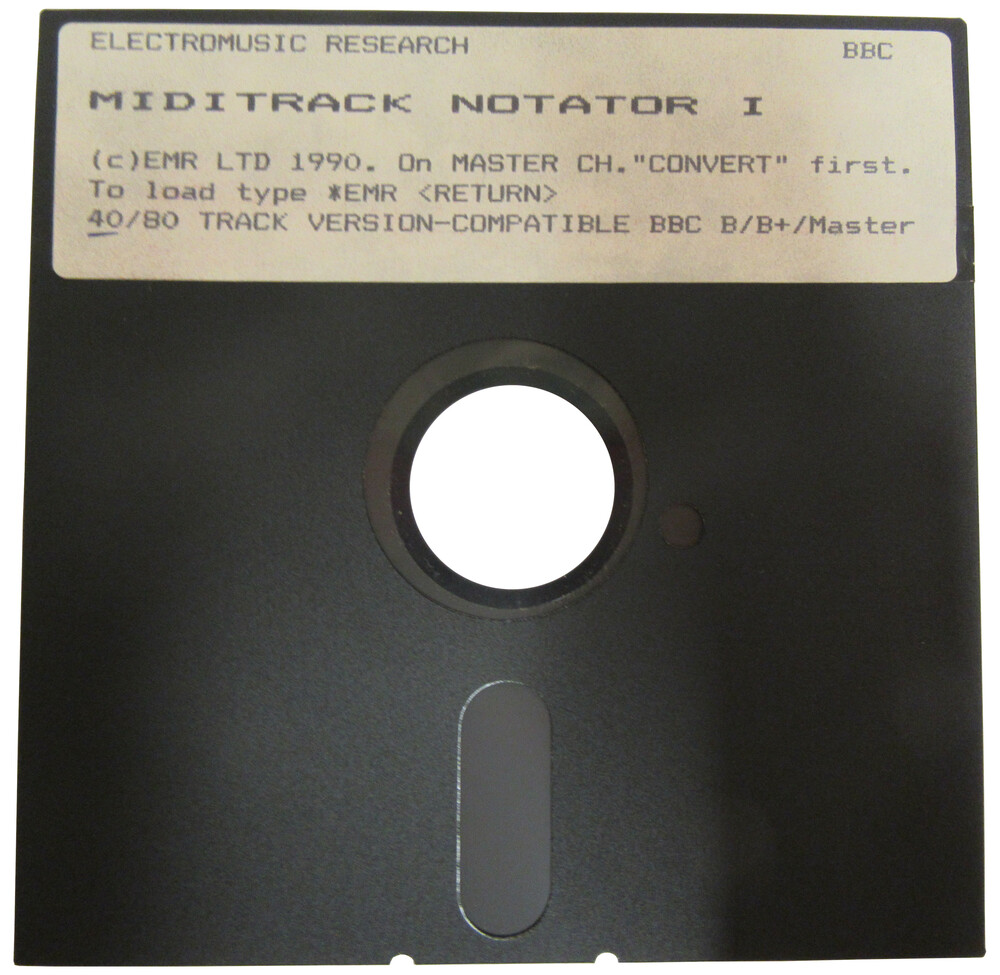 ELECTROMUSIC RESEARCH BBC
MIDITRACK NOTATOR I
(c)EMR LTD 1990. On MASTER CH."CONVERT" first.
To load type *EMR <RETURN>
40/80 TRACK VERSION-COMPATIBLE BBC B/B+/Master